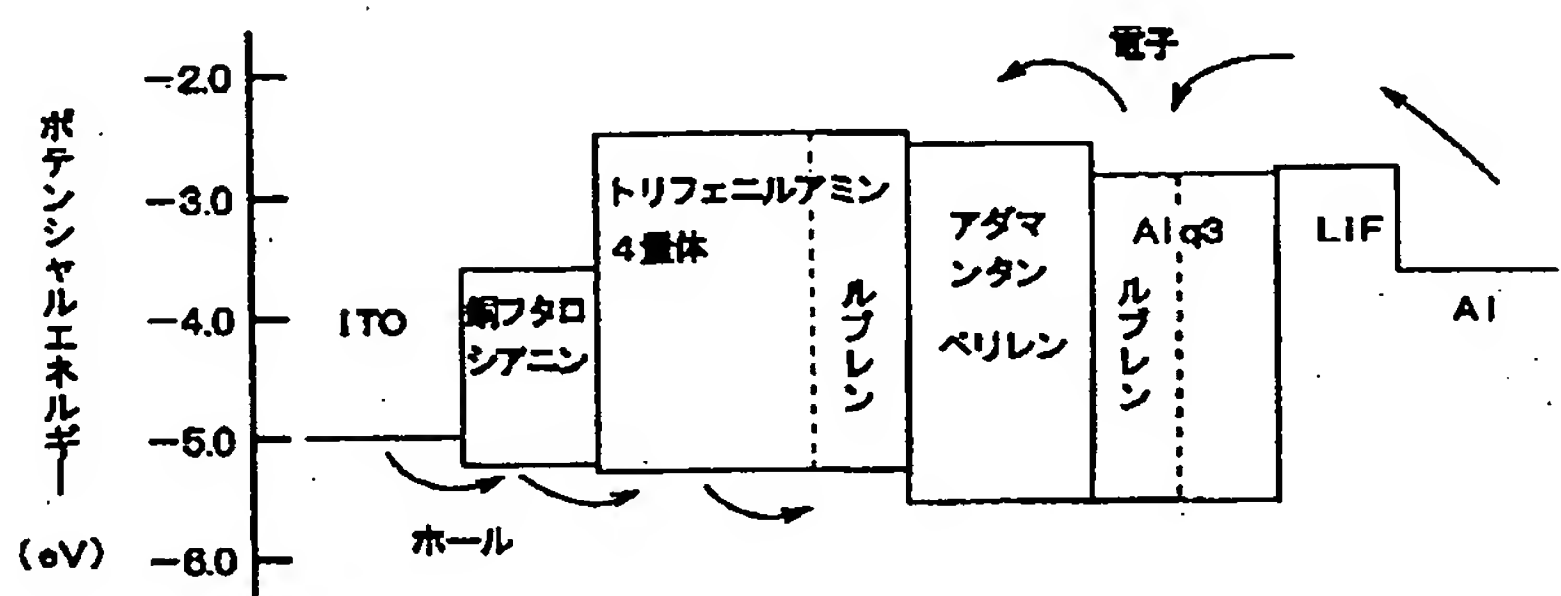 電子
ポテンシャルエネルギー
(eV)
-2.0
-3.0
-4.0
-5.0
-6.0
ITO
銅フタロ
シアニン
トリフェニルアミン
4量体
ルブレン
アダマ
ンタン
ペリレン
Alq3
ルブレン
LiF
Al
ホール